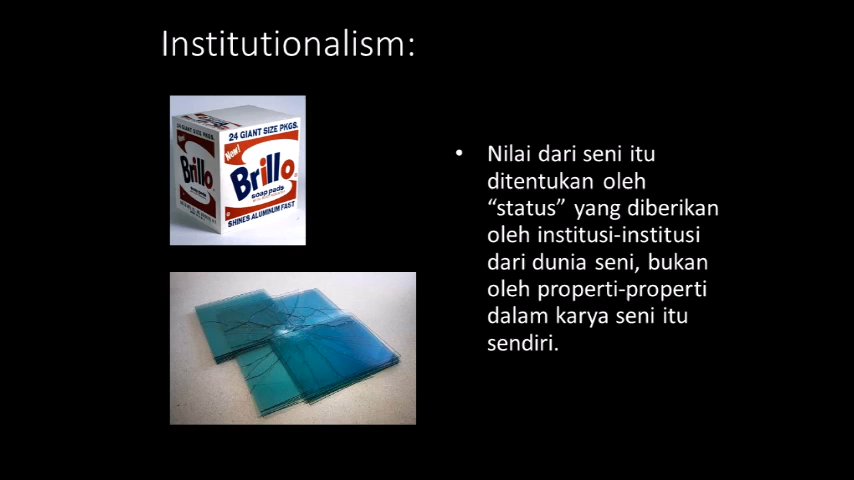 Institutionalism:
24 GIANT SIZE PKGS.
New!
Brillo
Brillo
soap pads
SHINES ALUMINUM FAST
• Nilai dari seni itu
ditentukan oleh
“status” yang diberikan
oleh institusi-institusi
dari dunia seni, bukan
oleh properti-properti
dalam karya seni itu
sendiri.